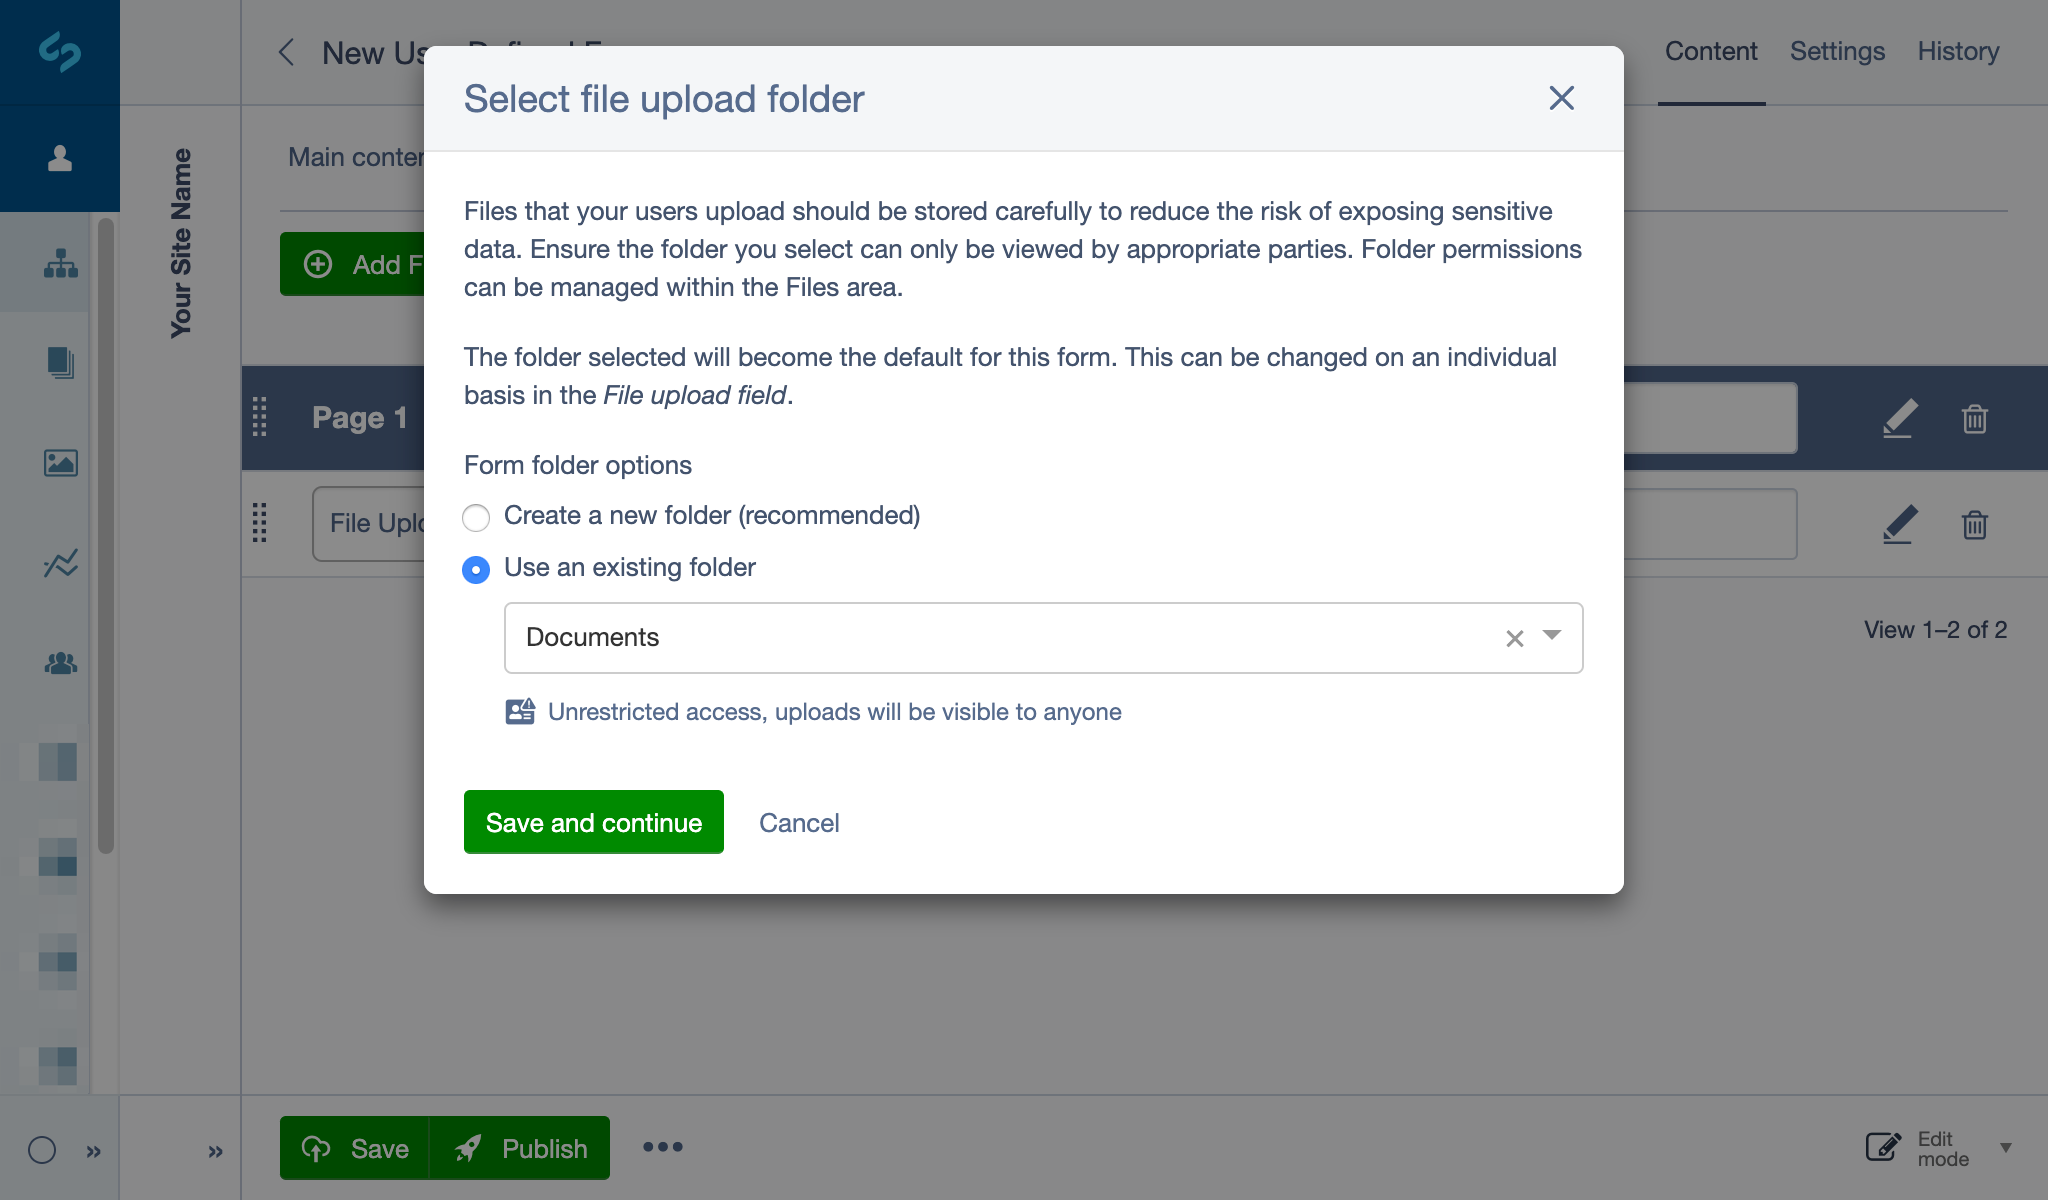 New Us
Content
Settings
History
Select file upload folder
Your Site Name
Main conten
Add F
Files that your users upload should be stored carefully to reduce the risk of exposing sensitive
data. Ensure the folder you select can only be viewed by appropriate parties. Folder permissions
can be managed within the Files area.
The folder selected will become the default for this form. This can be changed on an individual
basis in the File upload field.
Page 1
Form folder options
Create a new folder (recommended)
File Uplo
Use an existing folder
Documents
View 1–2 of 2
Unrestricted access, uploads will be visible to anyone
Save and continue
Cancel
Save
Publish
Edit
mode